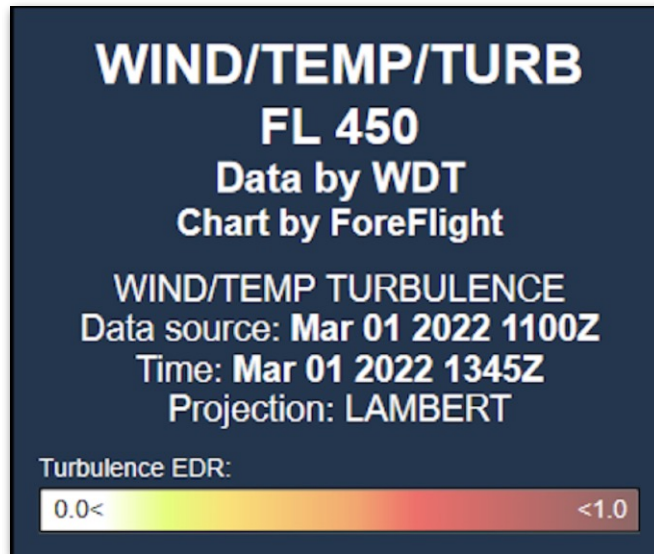 WIND/TEMP/TURB
FL 450
Data by WDT
Chart by ForeFlight
WIND/TEMP TURBULENCE
Data source: Mar 01 2022 1100Z
Time: Mar 01 2022 1345Z
Projection: LAMBERT
Turbulence EDR:
0.0< <1.0